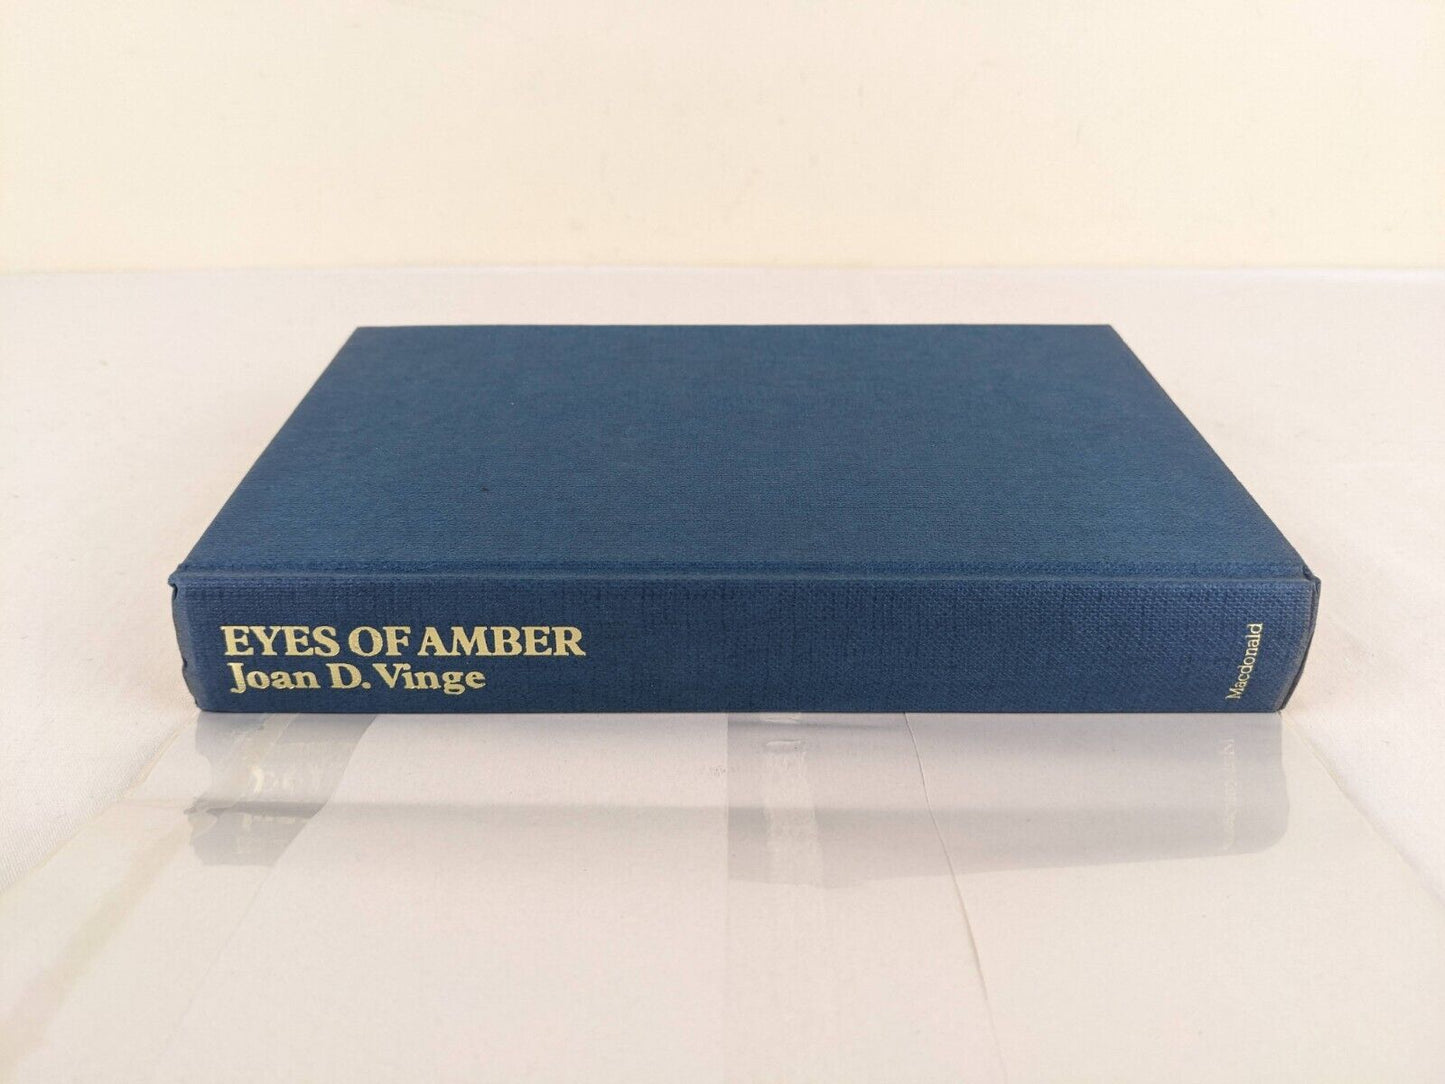 EYES OF AMBER
Joan D. Vinge
Macdonald